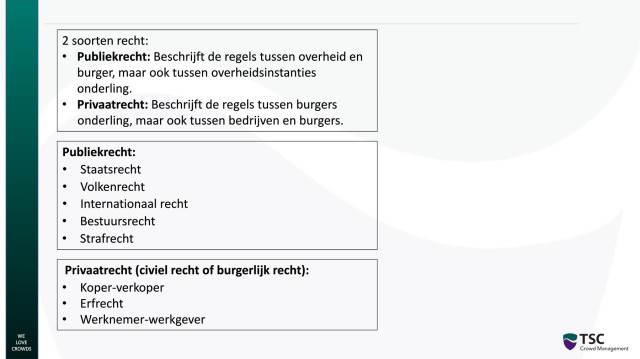 2 soorten recht:
• Publiekrecht: Beschrijft de regels tussen overheid en
burger, maar ook tussen overheidsinstanties
onderling.
• Privaatrecht: Beschrijft de regels tussen burgers
onderling, maar ook tussen bedrijven en burgers.
Publiekrecht:
• Staatsrecht
• Volkenrecht
• Internationaal recht
• Bestuursrecht
• Strafrecht
Privaatrecht (civiel recht of burgerlijk recht):
• Koper-verkoper
• Erfrecht
• Werknemer-werkgever
WE
LOVE
CROWDS
TSC
Crowd Management